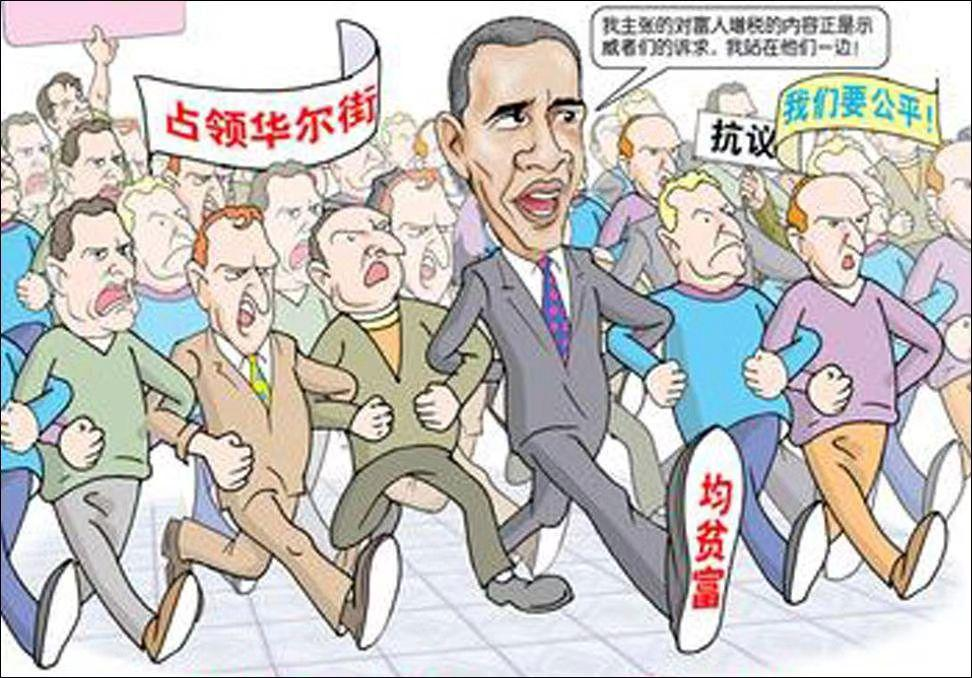 我主张的对富人增税的内容正是示
威者们的诉求。我站在他们一边！
占领华尔街
抗议
我们要公平！
均贫富